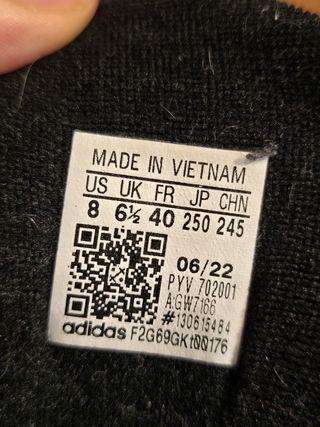 MADE IN VIETNAM
US UK FR JP CHN
8 6½ 40 250 245
06/22
PYV 702001
A:GW7166
#130615484
adidas F2G69GKt00176